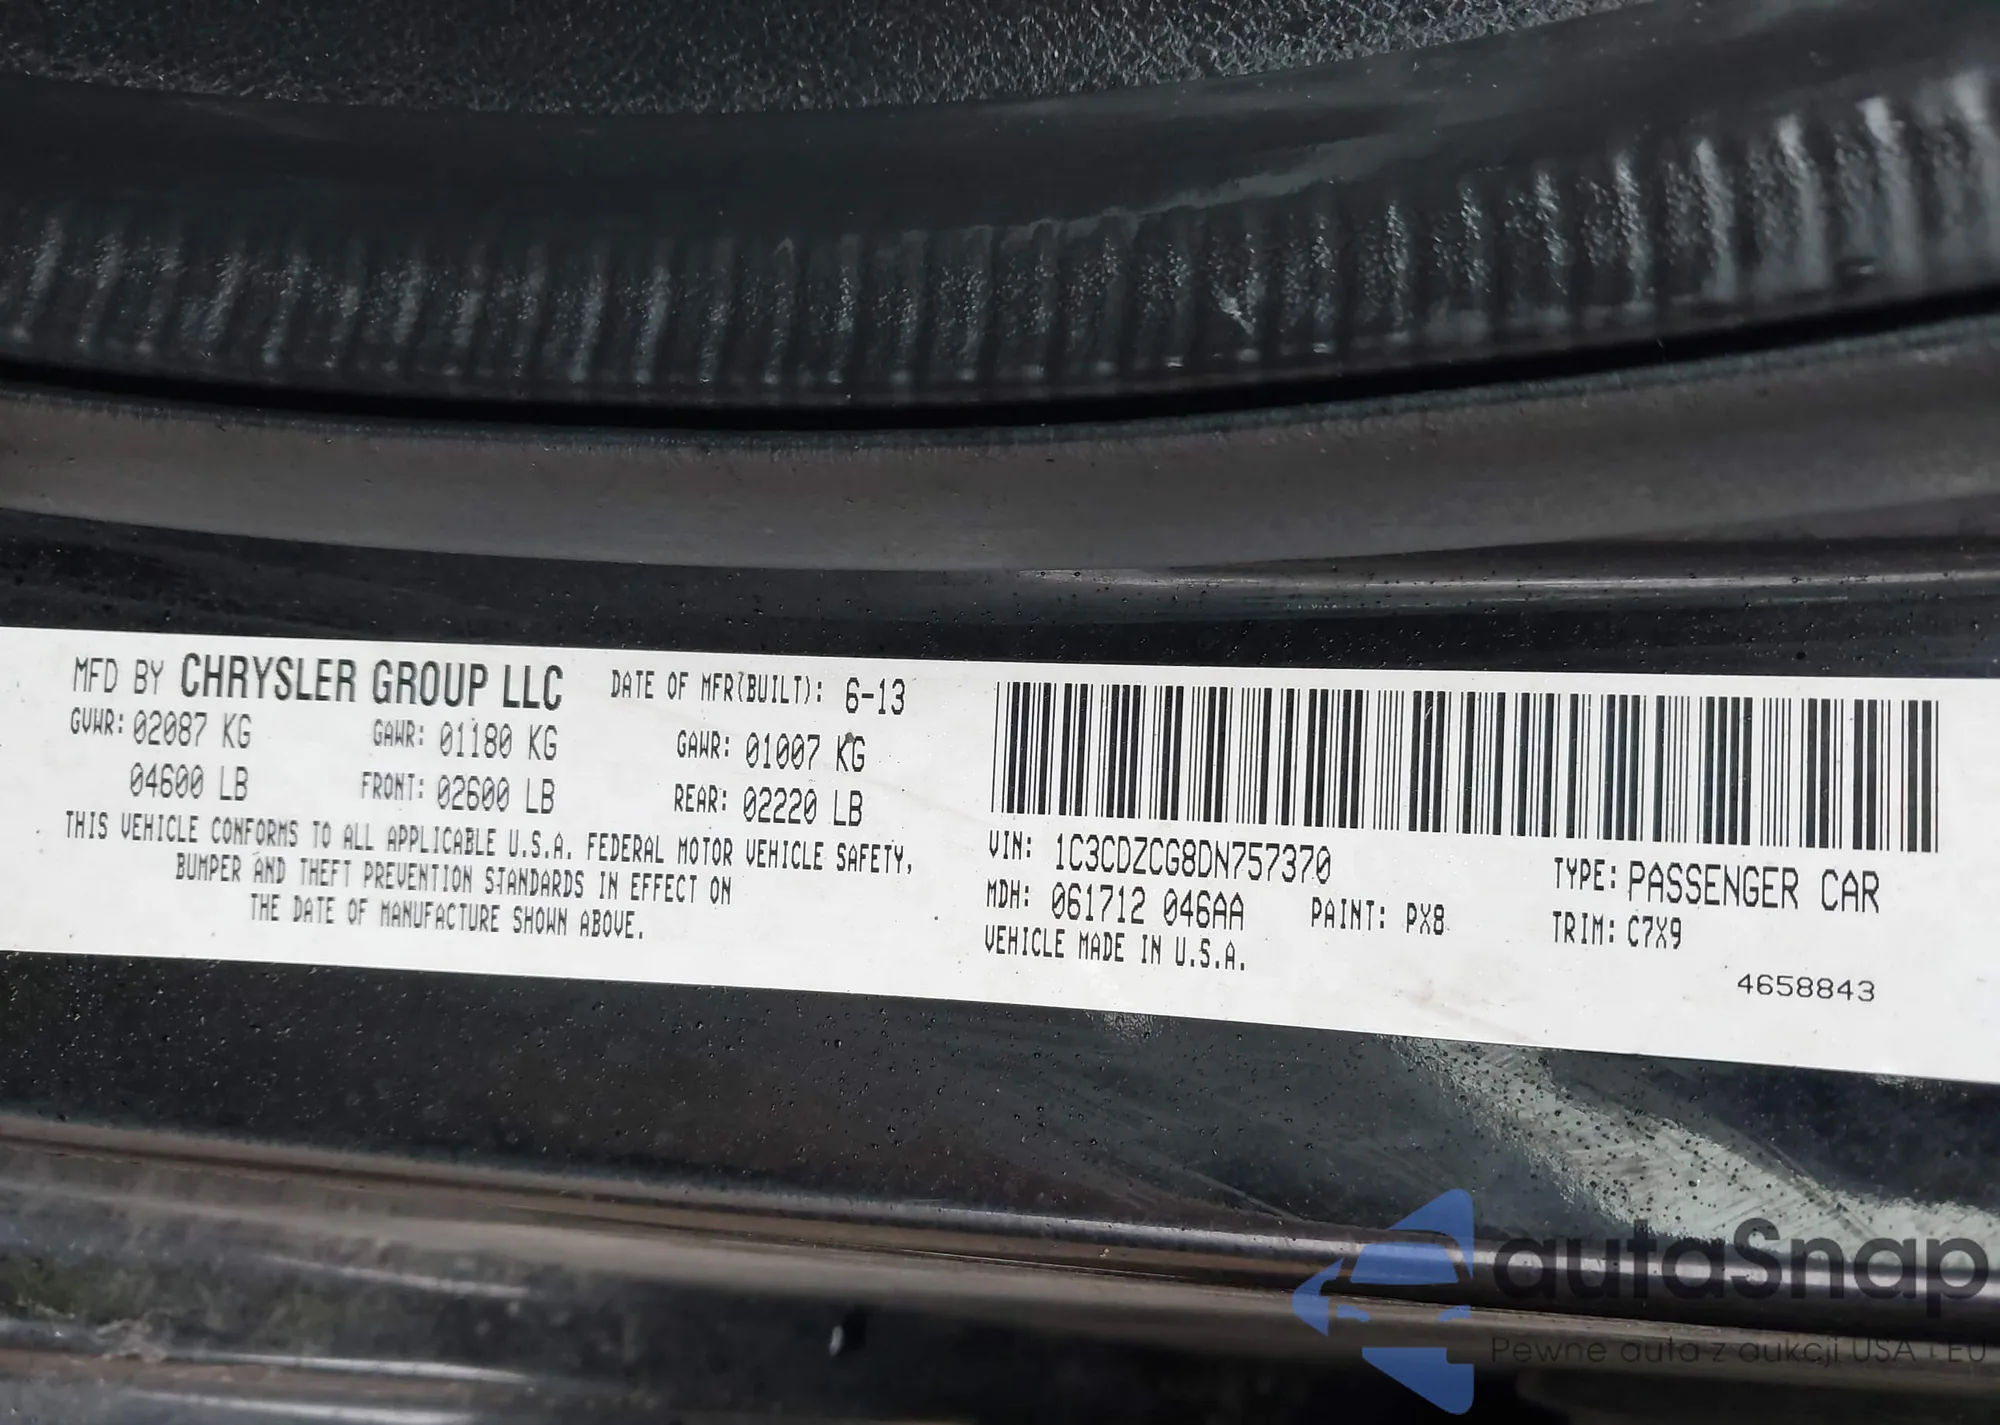 MFD BY CHRYSLER GROUP LLC DATE OF MFR(BUILT): 6-13
GVWR: 02087 KG GAWR: 01180 KG GAWR: 01007 KG
04600 LB FRONT: 02600 LB REAR: 02220 LB
THIS VEHICLE CONFORMS TO ALL APPLICABLE U.S.A. FEDERAL MOTOR VEHICLE SAFETY,
BUMPER AND THEFT PREVENTION STANDARDS IN EFFECT ON
THE DATE OF MANUFACTURE SHOWN ABOVE.
VIN: 1C3CDZCG8DN757370 TYPE: PASSENGER CAR
MDH: 061712 046AA PAINT: PX8 TRIM: C7X9
VEHICLE MADE IN U.S.A.
4658843
autaSnap
Pewne auta z aukcji USA i EU